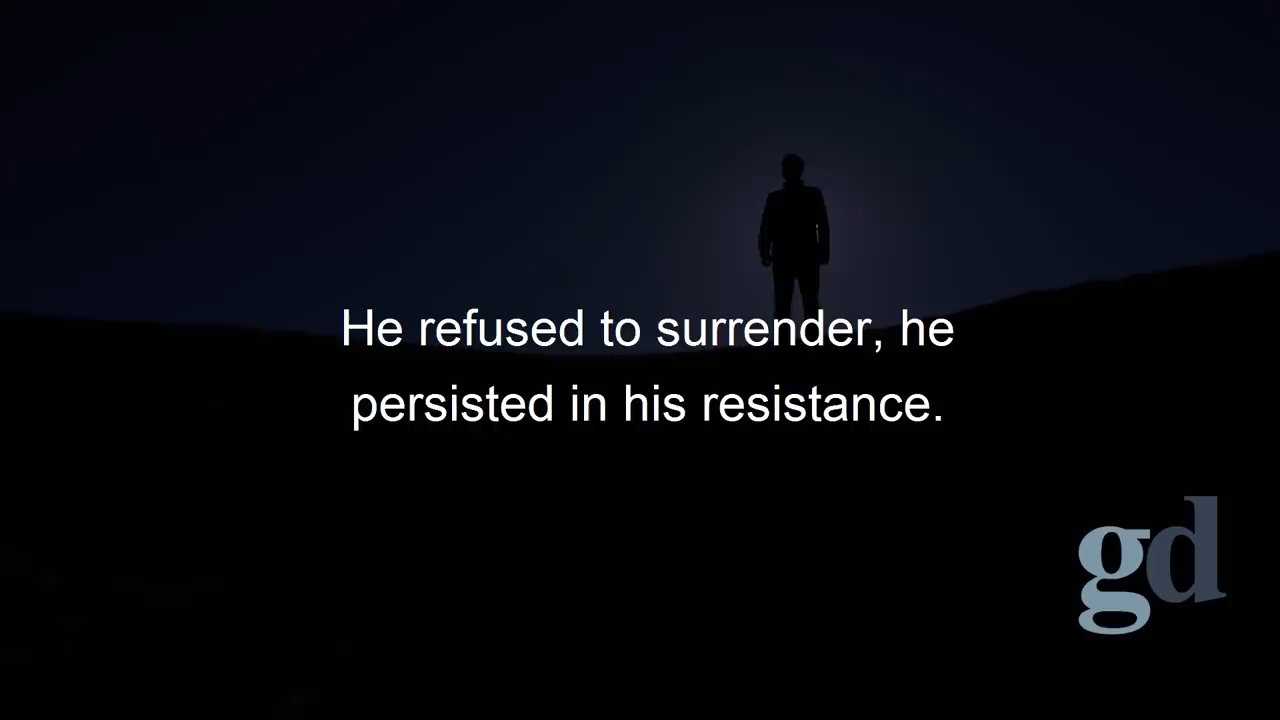 He refused to surrender, he
persisted in his resistance.
gd